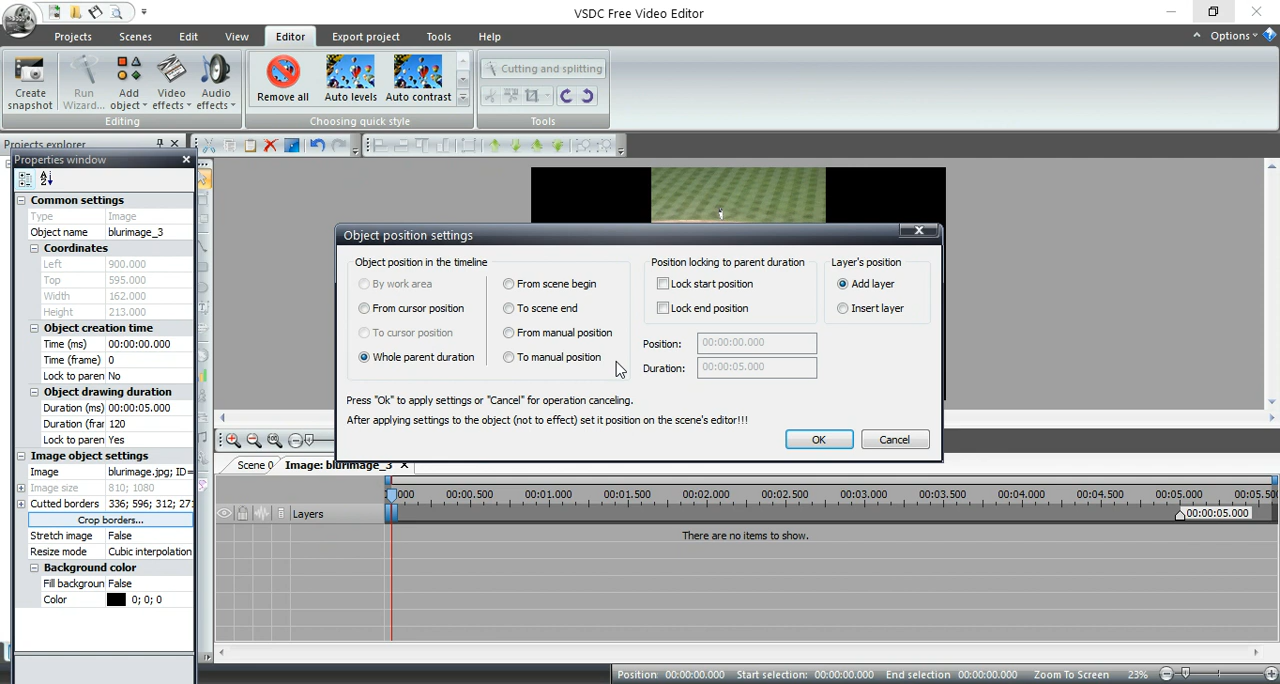 VSDC Free Video Editor
Projects Scenes Edit View Editor Export project Tools Help Options
Create snapshot
Run Wizard...
Add object
Video effects
Audio effects
Editing
Remove all
Auto levels
Auto contrast
Choosing quick style
Cutting and splitting
Tools
Projects explorer
Properties window
Common settings
Type Image
Object name blurimage_3
Coordinates
Left 900.000
Top 595.000
Width 162.000
Height 213.000
Object creation time
Time (ms) 00:00:00.000
Time (frame) 0
Lock to paren No
Object drawing duration
Duration (ms) 00:00:05.000
Duration (frar 120
Lock to paren Yes
Image object settings
Image blurimage.jpg; ID=
Image size 810; 1080
Cutted borders 336; 596; 312; 27
Crop borders...
Stretch image False
Resize mode Cubic interpolation
Background color
Fill backgroun False
Color 0; 0; 0
Object position settings
Object position in the timeline
By work area
From cursor position
To cursor position
Whole parent duration
From scene begin
To scene end
From manual position
To manual position
Position locking to parent duration
Lock start position
Lock end position
Layer's position
Add layer
Insert layer
Position: 00:00:00.000
Duration: 00:00:05.000
Press "Ok" to apply settings or "Cancel" for operation canceling.
After applying settings to the object (not to effect) set it position on the scene's editor!!!
OK Cancel
Scene 0 Image: blurimage_3
000 00:00.500 00:01.000 00:01.500 00:02.000 00:02.500 00:03.000 00:03.500 00:04.000 00:04.500 00:05.000 00:05.50
Layers
00:00:05.000
There are no items to show.
Position 00:00:00.000 Start selection: 00:00:00.000 End selection 00:00:00.000 Zoom To Screen 23%